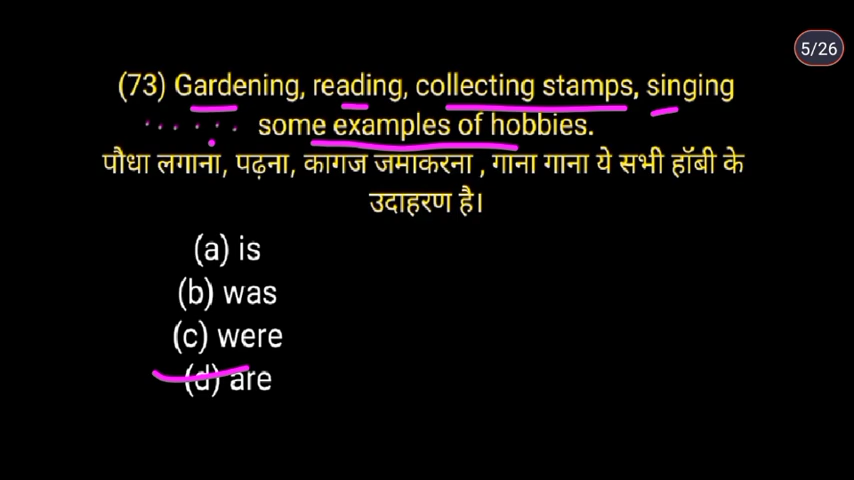 5/26
(73) Gardening, reading, collecting stamps, singing
...... some examples of hobbies.
पौधा लगाना, पढ़ना, कागज जमाकरना , गाना गाना ये सभी हॉबी के
उदाहरण है।
(a) is
(b) was
(c) were
(d) are